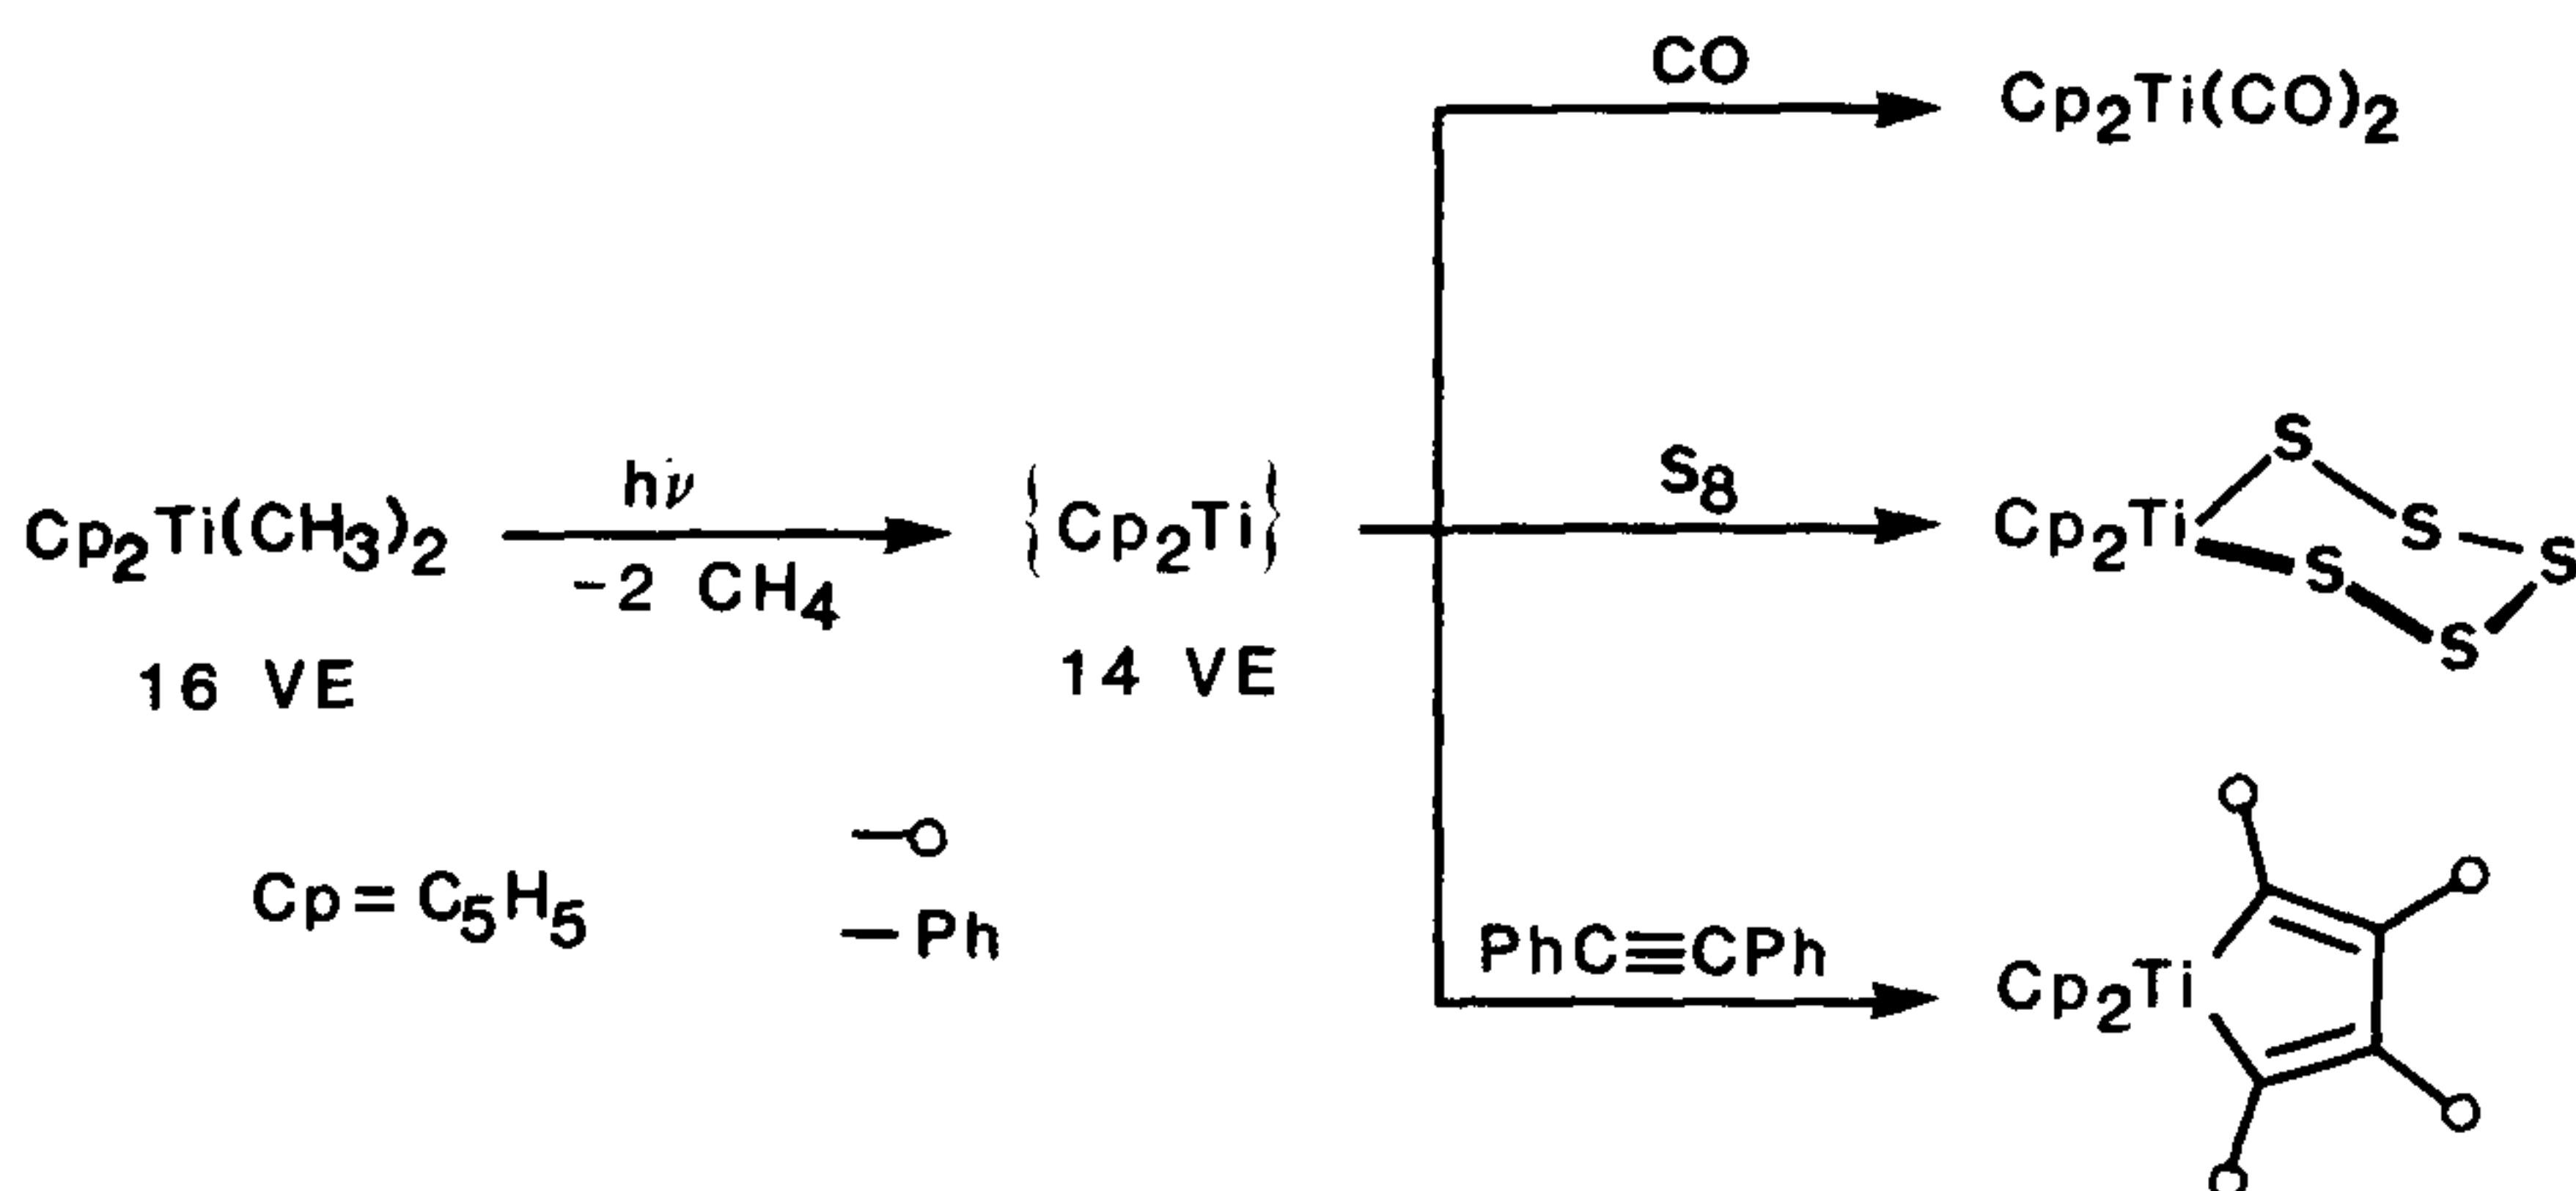 CO
Cp₂Ti(CO)₂
Cp₂Ti(CH₃)₂
hν
-2 CH₄
{Cp₂Ti}
S₈
Cp₂Ti
S
S
S
S
S
16 VE
14 VE
Cp = C₅H₅
-Ph
PhC≡CPh
Cp₂Ti